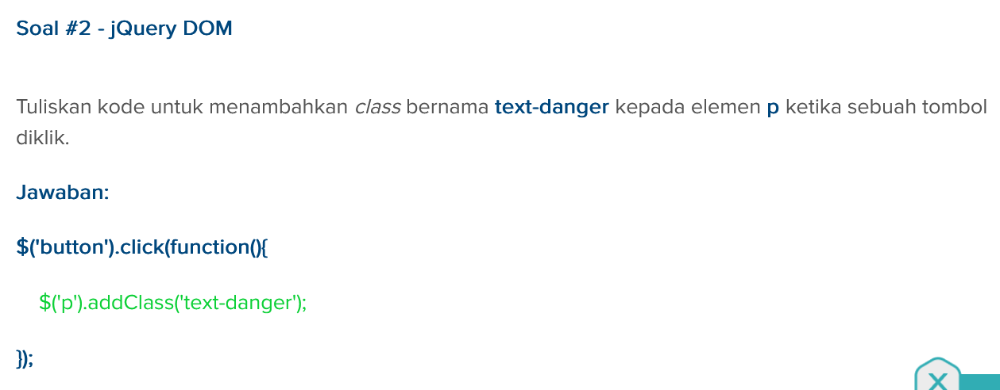 Soal #2 - jQuery DOM
Tuliskan kode untuk menambahkan class bernama text-danger kepada elemen p ketika sebuah tombol
diklik.
Jawaban:
$('button').click(function(){
$('p').addClass('text-danger');
});
X